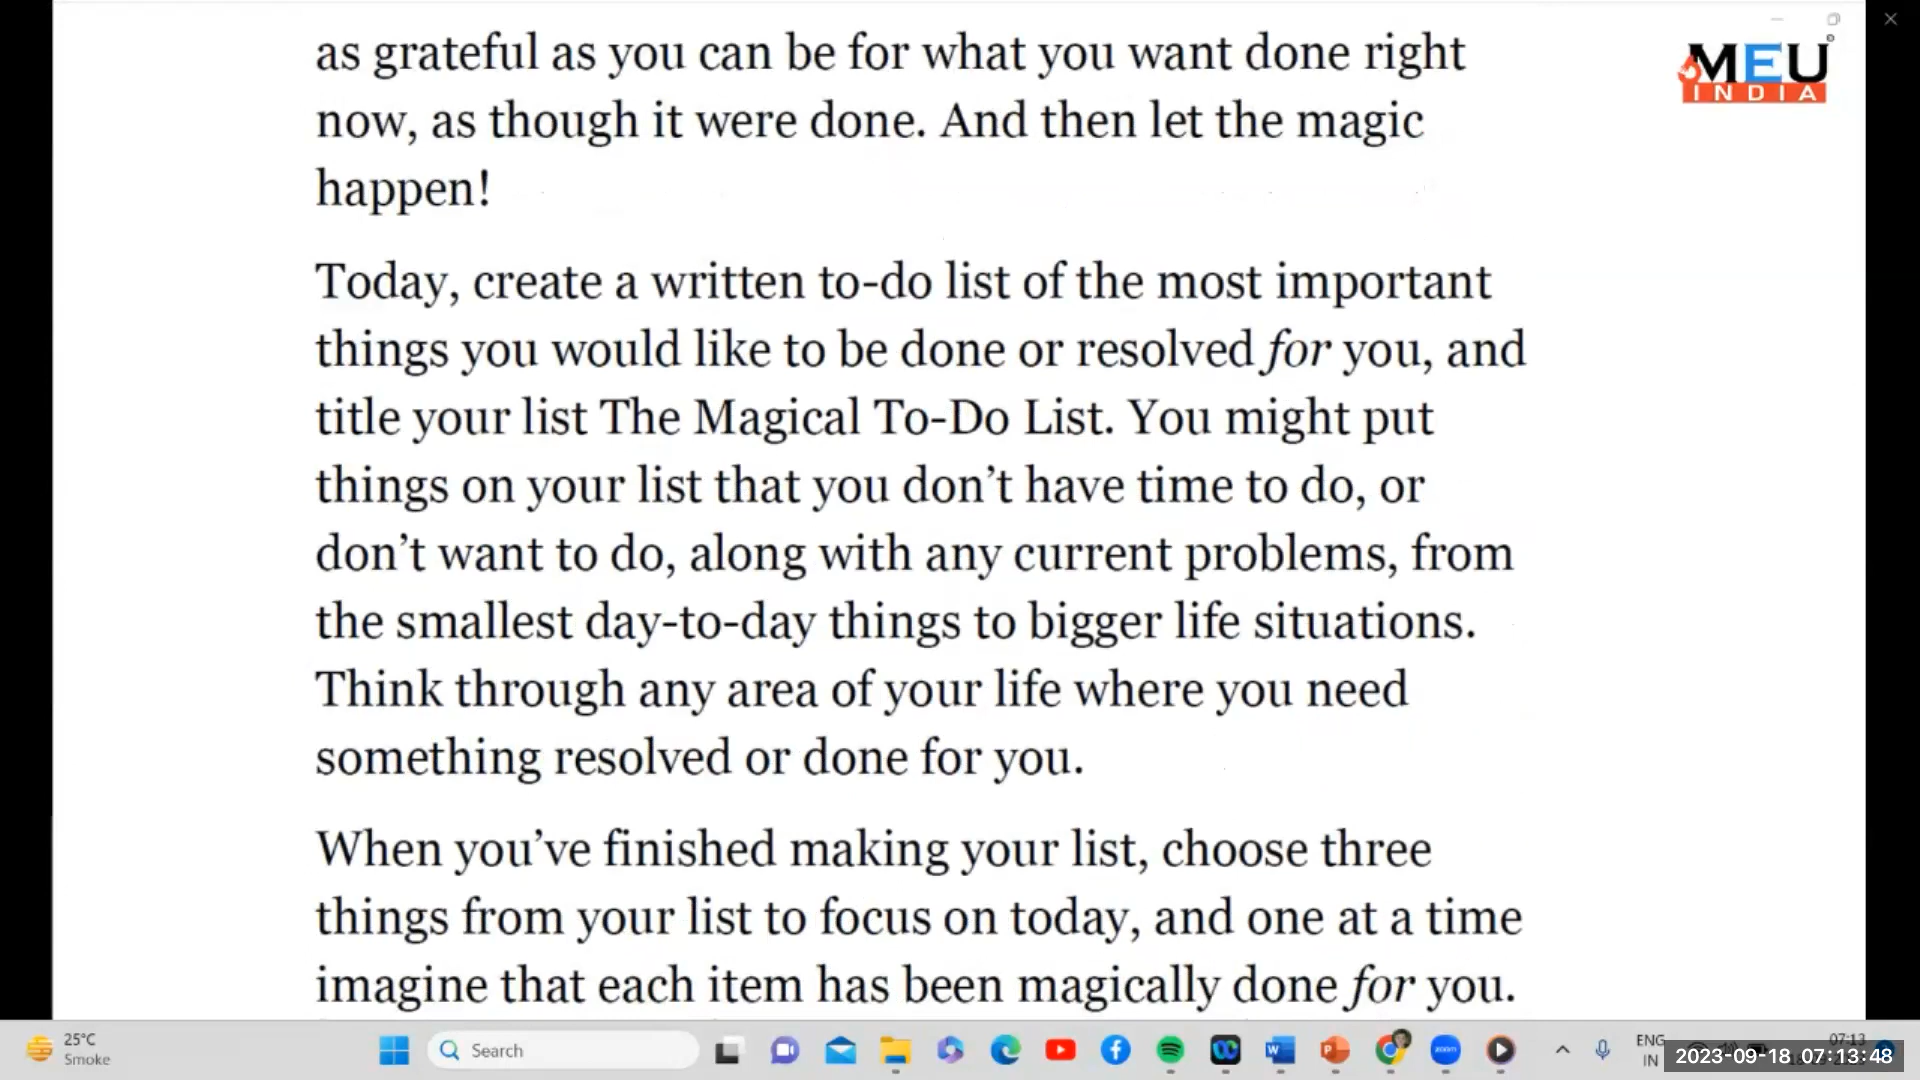 as grateful as you can be for what you want done right
now, as though it were done. And then let the magic
happen!
MEU
INDIA
Today, create a written to-do list of the most important
things you would like to be done or resolved for you, and
title your list The Magical To-Do List. You might put
things on your list that you don’t have time to do, or
don’t want to do, along with any current problems, from
the smallest day-to-day things to bigger life situations.
Think through any area of your life where you need
something resolved or done for you.
When you’ve finished making your list, choose three
things from your list to focus on today, and one at a time
imagine that each item has been magically done for you.
25°C
Smoke
Search
zoom
ENG
IN
07:13
2023-09-18 07:13:48